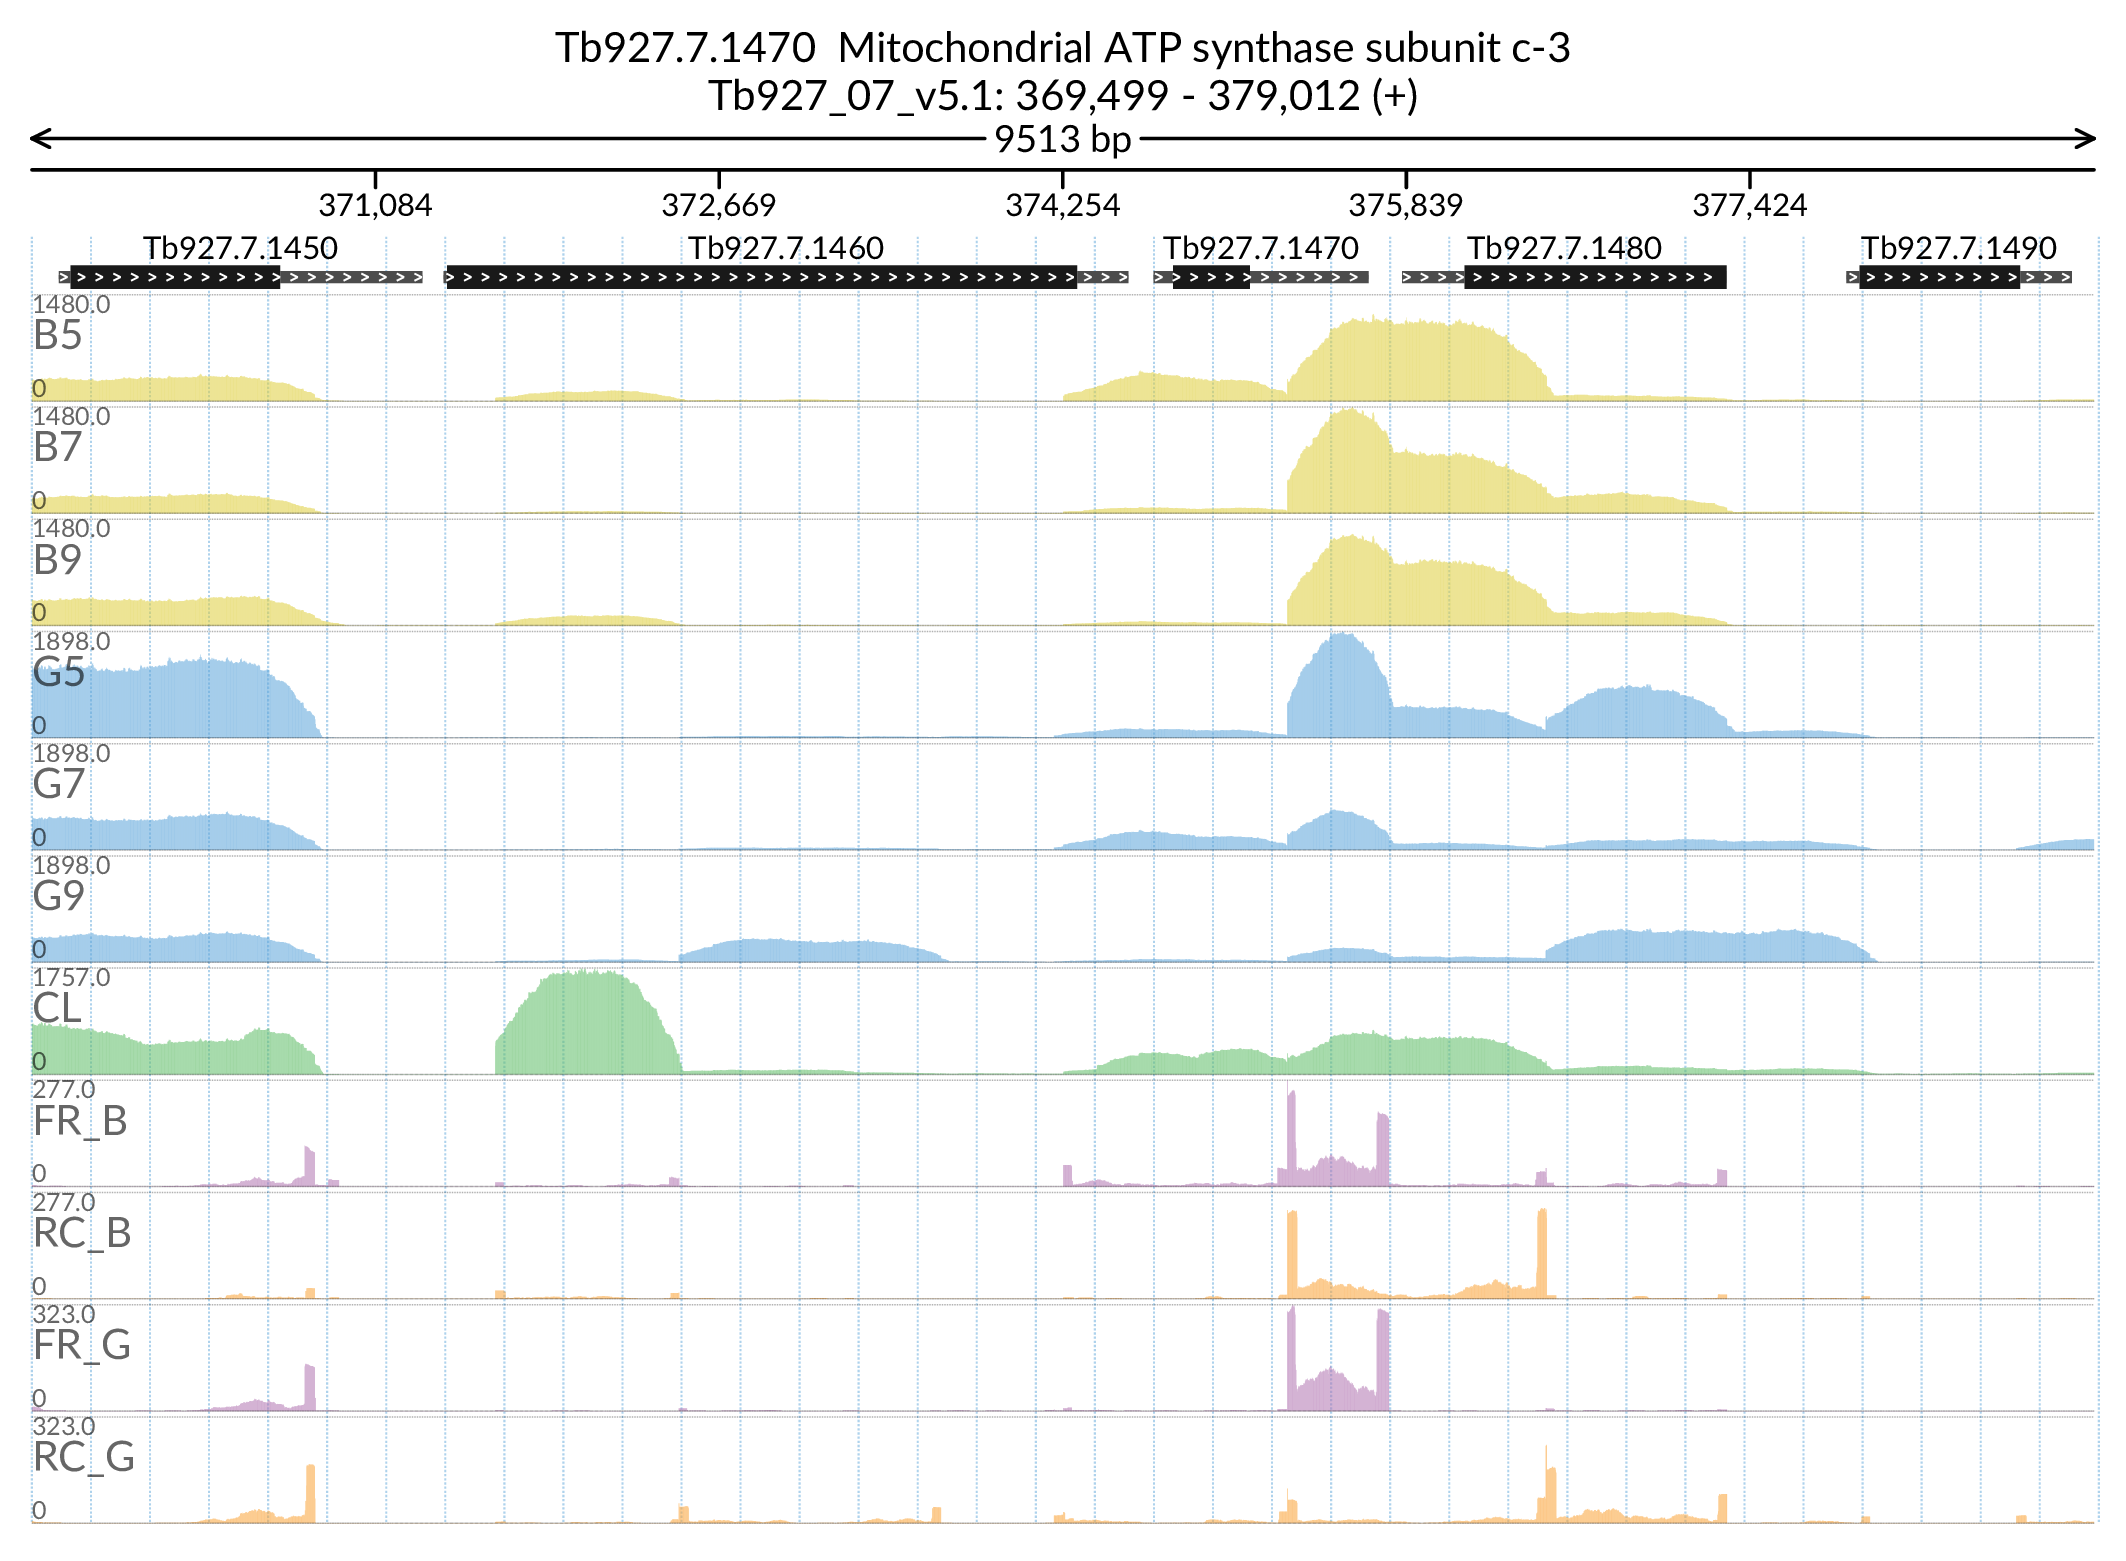 Tb927.7.1470  Mitochondrial ATP synthase subunit c-3
Tb927_07_v5.1: 369,499 - 379,012 (+)
9513 bp
371,084 372,669 374,254 375,839 377,424
Tb927.7.1450 Tb927.7.1460 Tb927.7.1470 Tb927.7.1480 Tb927.7.1490
1480.0
B5
0
1480.0
B7
0
1480.0
B9
0
1898.0
G5
0
1898.0
G7
0
1898.0
G9
0
1757.0
CL
0
277.0
FR_B
0
277.0
RC_B
0
323.0
FR_G
0
323.0
RC_G
0